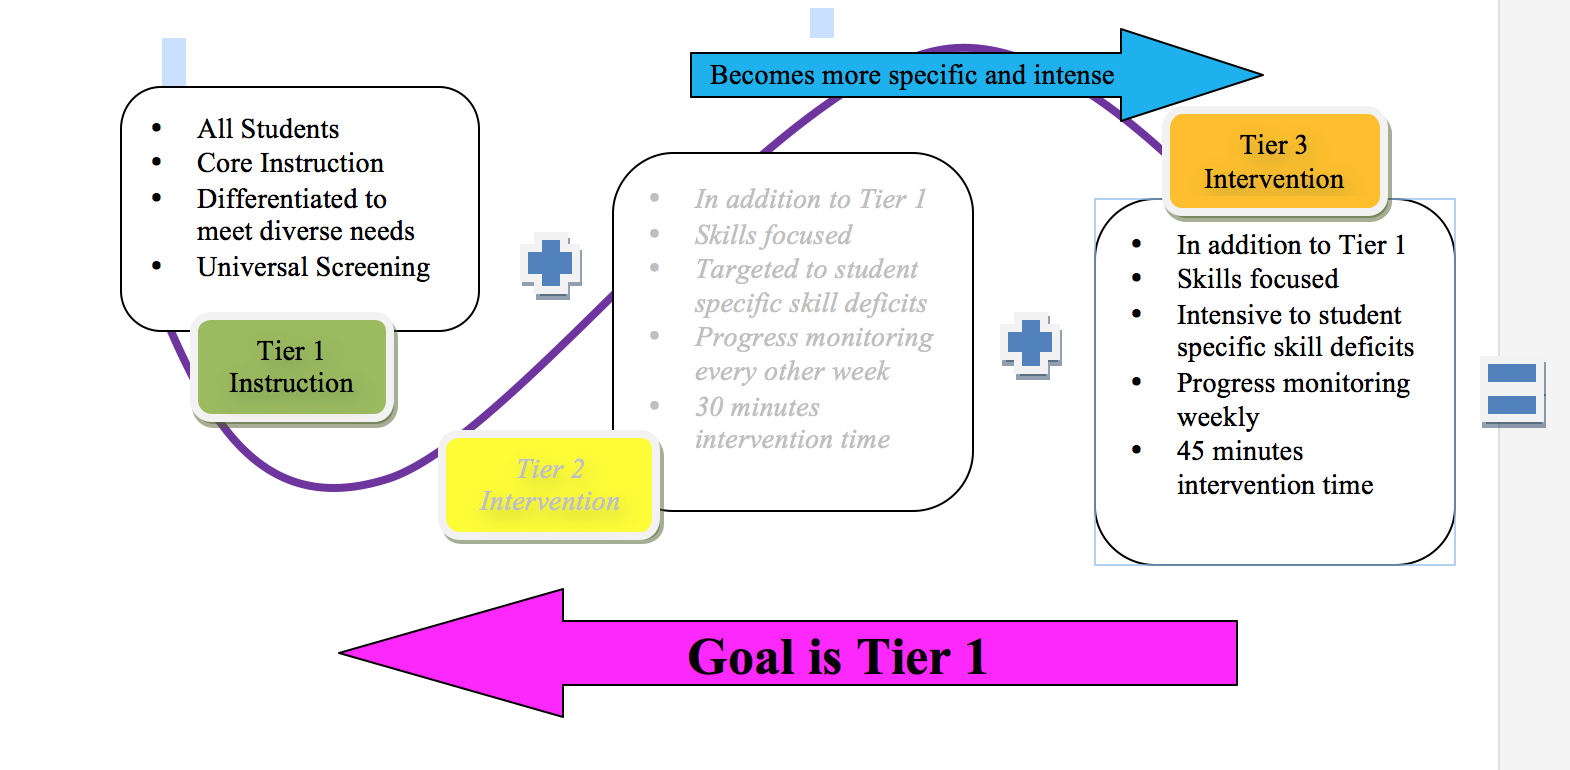 Becomes more specific and intense
• All Students
• Core Instruction
• Differentiated to
meet diverse needs
• Universal Screening
Tier 1
Instruction
• In addition to Tier 1
• Skills focused
• Targeted to student
specific skill deficits
• Progress monitoring
every other week
• 30 minutes
intervention time
Tier 2
Intervention
Tier 3
Intervention
• In addition to Tier 1
• Skills focused
• Intensive to student
specific skill deficits
• Progress monitoring
weekly
• 45 minutes
intervention time
Goal is Tier 1